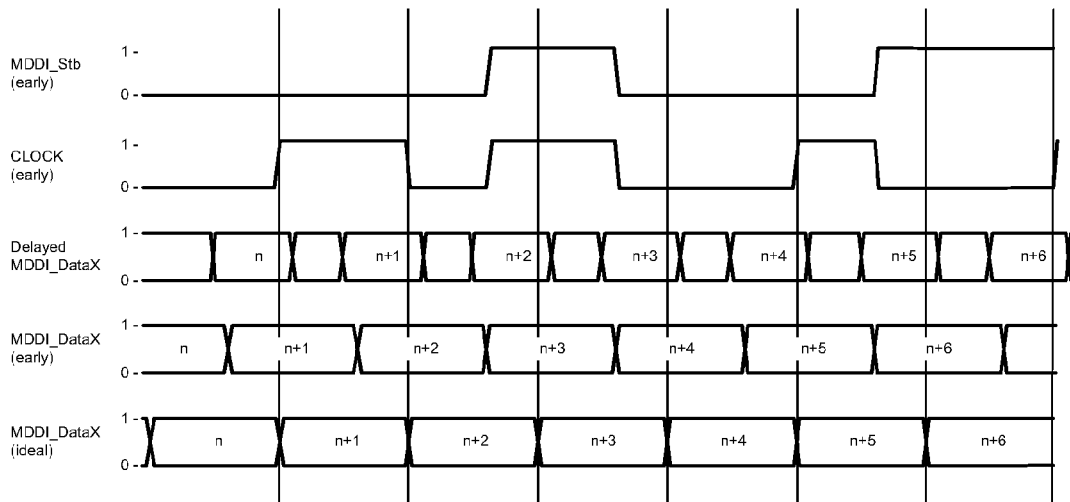 MDDI_Stb
(early)
1 -
0 -
CLOCK
(early)
1 -
0 -
Delayed
MDDI_DataX
1 -
0 -
n
n+1
n+2
n+3
n+4
n+5
n+6
MDDI_DataX
(early)
1 -
0 -
n
n+1
n+2
n+3
n+4
n+5
n+6
MDDI_DataX
(ideal)
1 -
0 -
n
n+1
n+2
n+3
n+4
n+5
n+6